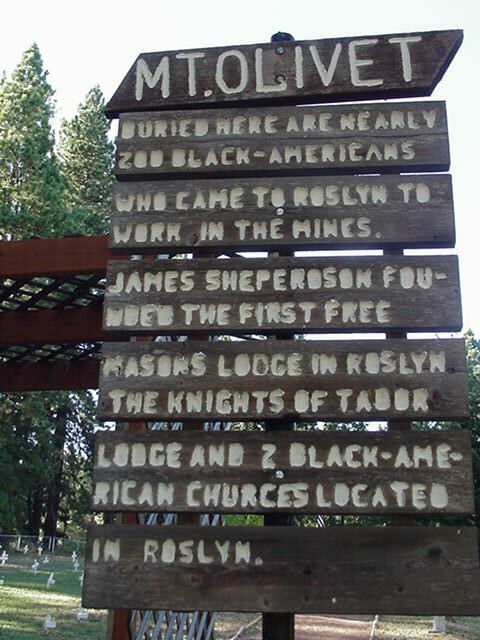 MT. OLIVET
BURIED HERE ARE NEARLY
200 BLACK-AMERICANS
WHO CAME TO ROSLYN TO
WORK IN THE MINES.
JAMES SHEPERDSON FOU-
NDED THE FIRST FREE
MASONS LODGE IN ROSLYN
THE KNIGHTS OF TABOR
LODGE AND 2 BLACK-AME-
RICAN CHURCES LOCATED
IN ROSLYN.